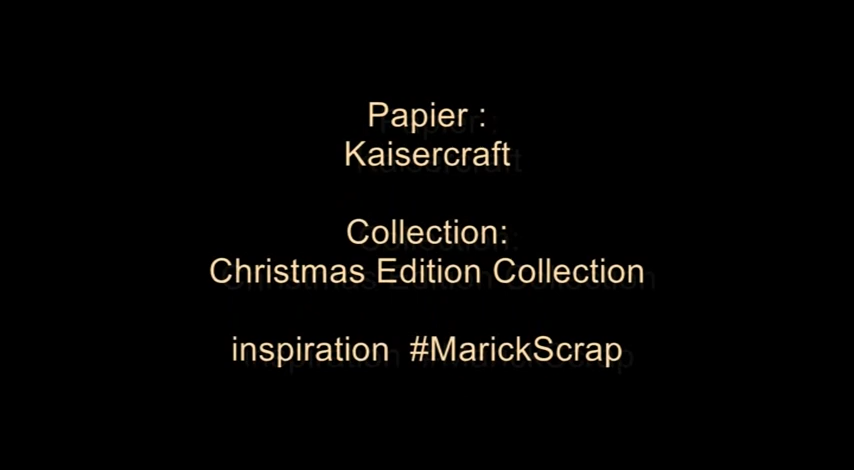 Papier :
Kaisercraft
Collection:
Christmas Edition Collection
inspiration #MarickScrap